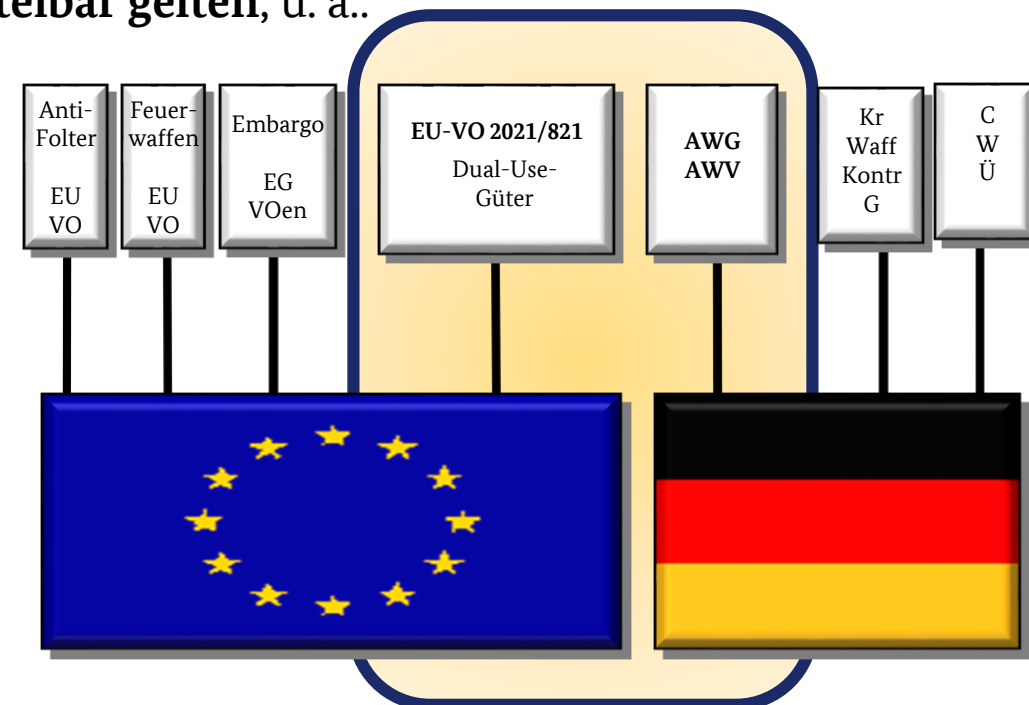 telbar gelten, u. a..
Anti-
Folter
EU
VO
Feuer-
waffen
EU
VO
Embargo
EG
VOen
EU-VO 2021/821
Dual-Use-
Güter
AWG
AWV
Kr
Waff
Kontr
G
C
W
Ü